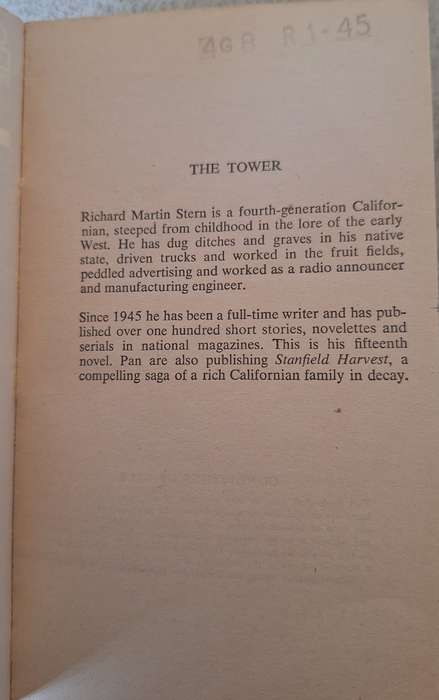 4GB R1-45
THE TOWER
Richard Martin Stern is a fourth-generation Califor-
nian, steeped from childhood in the lore of the early
West. He has dug ditches and graves in his native
state, driven trucks and worked in the fruit fields,
peddled advertising and worked as a radio announcer
and manufacturing engineer.
Since 1945 he has been a full-time writer and has pub-
lished over one hundred short stories, novelettes and
serials in national magazines. This is his fifteenth
novel. Pan are also publishing Stanfield Harvest, a
compelling saga of a rich Californian family in decay.